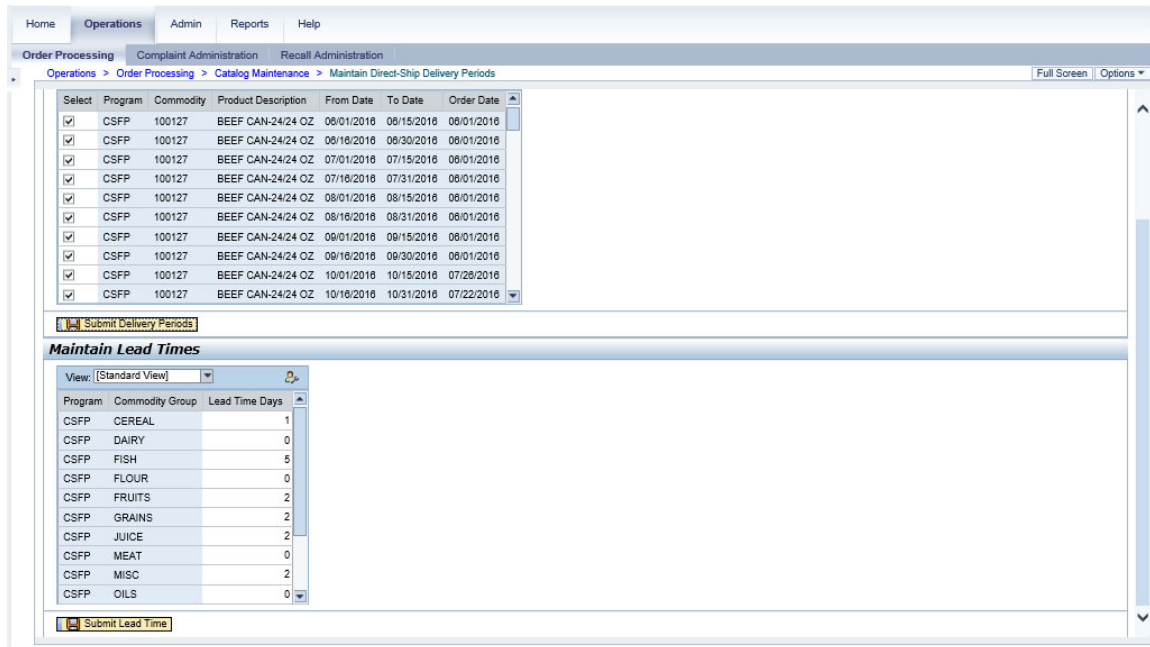 Home Operations Admin Reports Help
Order Processing Complaint Administration Recall Administration
Operations > Order Processing > Catalog Maintenance > Maintain Direct-Ship Delivery Periods Full Screen Options
Select Program Commodity Product Description From Date To Date Order Date
CSFP 100127 BEEF CAN-24/24 OZ 06/01/2016 06/15/2016 06/01/2016
CSFP 100127 BEEF CAN-24/24 OZ 06/16/2016 06/30/2016 06/01/2016
CSFP 100127 BEEF CAN-24/24 OZ 07/01/2016 07/15/2016 06/01/2016
CSFP 100127 BEEF CAN-24/24 OZ 07/16/2016 07/31/2016 06/01/2016
CSFP 100127 BEEF CAN-24/24 OZ 08/01/2016 08/15/2016 06/01/2016
CSFP 100127 BEEF CAN-24/24 OZ 08/16/2016 08/31/2016 06/01/2016
CSFP 100127 BEEF CAN-24/24 OZ 09/01/2016 09/15/2016 06/01/2016
CSFP 100127 BEEF CAN-24/24 OZ 09/16/2016 09/30/2016 06/01/2016
CSFP 100127 BEEF CAN-24/24 OZ 10/01/2016 10/15/2016 07/26/2016
CSFP 100127 BEEF CAN-24/24 OZ 10/16/2016 10/31/2016 07/22/2016
Submit Delivery Periods
Maintain Lead Times
View: [Standard View]
Program Commodity Group Lead Time Days
CSFP CEREAL 1
CSFP DAIRY 0
CSFP FISH 5
CSFP FLOUR 0
CSFP FRUITS 2
CSFP GRAINS 2
CSFP JUICE 2
CSFP MEAT 0
CSFP MISC 2
CSFP OILS 0
Submit Lead Time